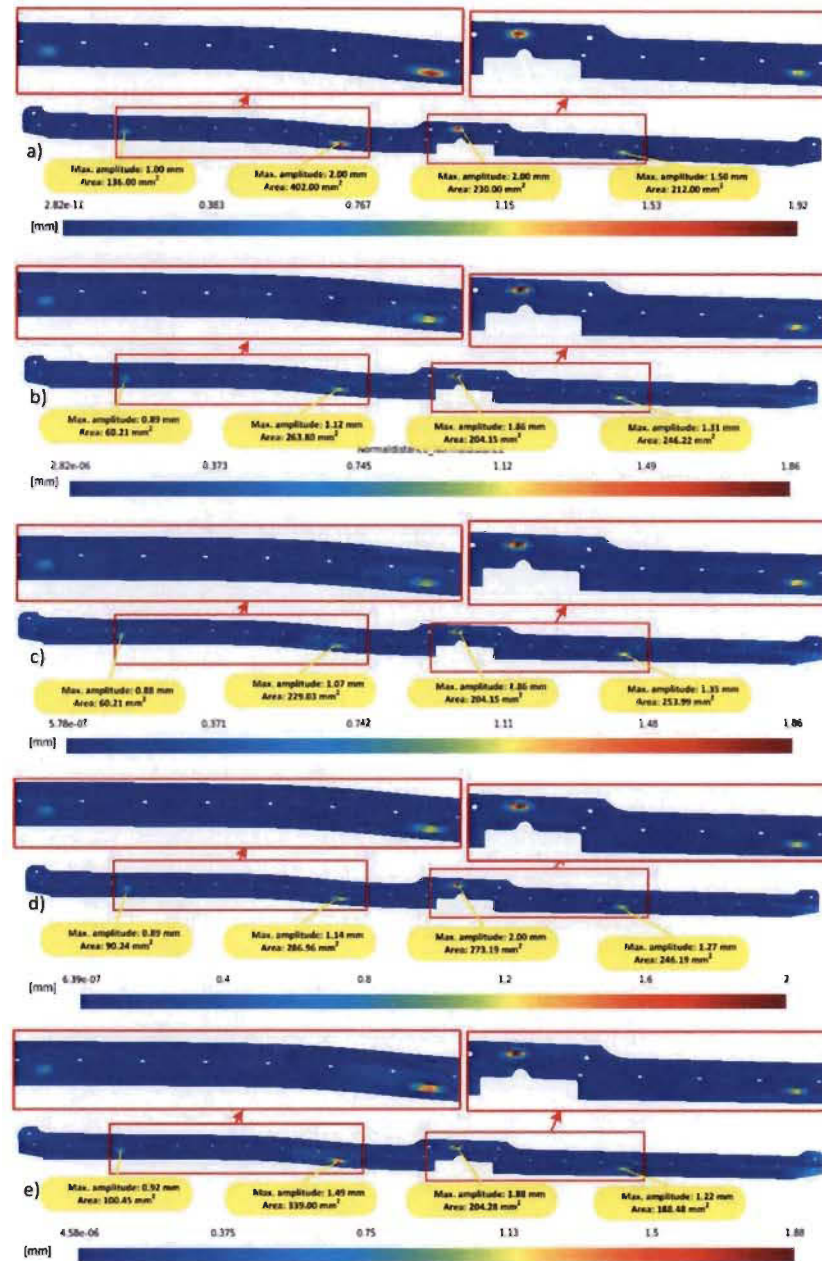 a)
Max. amplitude: 1.00 mm
Area: 136.00 mm²
Max. amplitude: 2.00 mm
Area: 402.00 mm²
Max. amplitude: 2.00 mm
Area: 230.00 mm²
Max. amplitude: 1.50 mm
Area: 212.00 mm²
2.82e-11 0.383 0.767 1.15 1.53 1.92
[mm]
b)
Max. amplitude: 0.89 mm
Area: 60.21 mm²
Max. amplitude: 1.12 mm
Area: 263.80 mm²
Max. amplitude: 1.86 mm
Area: 204.15 mm²
Max. amplitude: 1.31 mm
Area: 246.22 mm²
2.82e-06 0.373 0.745 1.12 1.49 1.86
[mm]
c)
Max. amplitude: 0.88 mm
Area: 60.21 mm²
Max. amplitude: 1.07 mm
Area: 229.03 mm²
Max. amplitude: 1.86 mm
Area: 204.15 mm²
Max. amplitude: 1.35 mm
Area: 253.99 mm²
5.78e-07 0.371 0.742 1.11 1.48 1.86
[mm]
d)
Max. amplitude: 0.89 mm
Area: 90.24 mm²
Max. amplitude: 1.14 mm
Area: 286.96 mm²
Max. amplitude: 2.00 mm
Area: 273.19 mm²
Max. amplitude: 1.27 mm
Area: 246.19 mm²
6.39e-07 0.4 0.8 1.2 1.6 2
[mm]
e)
Max. amplitude: 0.92 mm
Area: 100.45 mm²
Max. amplitude: 1.49 mm
Area: 339.00 mm²
Max. amplitude: 1.88 mm
Area: 204.28 mm²
Max. amplitude: 1.22 mm
Area: 188.48 mm²
4.58e-06 0.375 0.75 1.13 1.5 1.88
[mm]